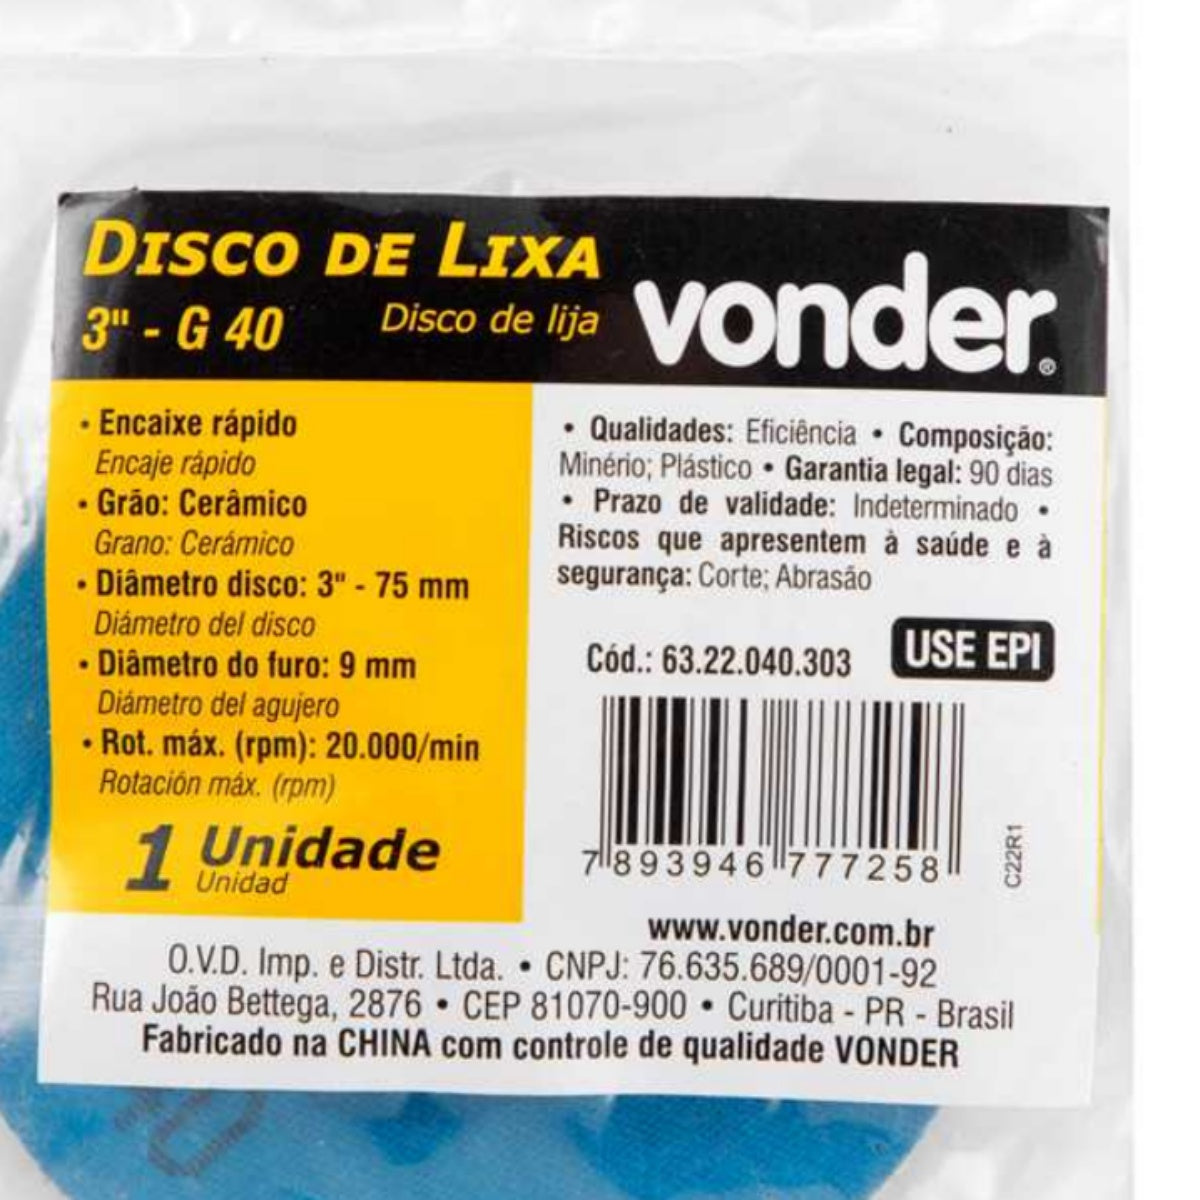 DISCO DE LIXA
3" - G 40
Disco de lija
vonder®
• Encaixe rápido
Encaje rápido
• Grão: Cerâmico
Grano: Cerámico
• Diâmetro disco: 3" - 75 mm
Diámetro del disco
• Diâmetro do furo: 9 mm
Diámetro del agujero
• Rot. máx. (rpm): 20.000/min
Rotación máx. (rpm)
1 Unidade
Unidad
• Qualidades: Eficiência • Composição:
Minério; Plástico • Garantia legal: 90 dias
• Prazo de validade: Indeterminado •
Riscos que apresentem à saúde e à
segurança: Corte; Abrasão
Cód.: 63.22.040.303
USE EPI
7 893946 777258
C22R1
www.vonder.com.br
O.V.D. Imp. e Distr. Ltda. • CNPJ: 76.635.689/0001-92
Rua João Bettega, 2876 • CEP 81070-900 • Curitiba - PR - Brasil
Fabricado na CHINA com controle de qualidade VONDER